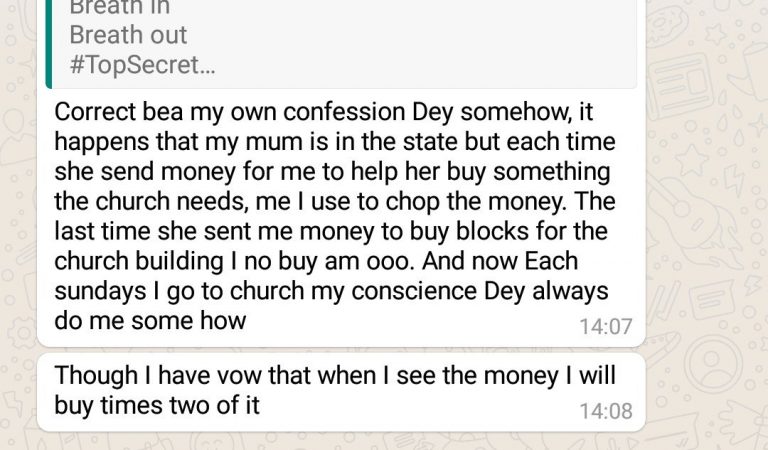 Breath in
Breath out
#TopSecret...
Correct bea my own confession Dey somehow, it
happens that my mum is in the state but each time
she send money for me to help her buy something
the church needs, me I use to chop the money. The
last time she sent me money to buy blocks for the
church building I no buy am ooo. And now Each
sundays I go to church my conscience Dey always
do me some how
14:07
Though I have vow that when I see the money I will
buy times two of it
14:08